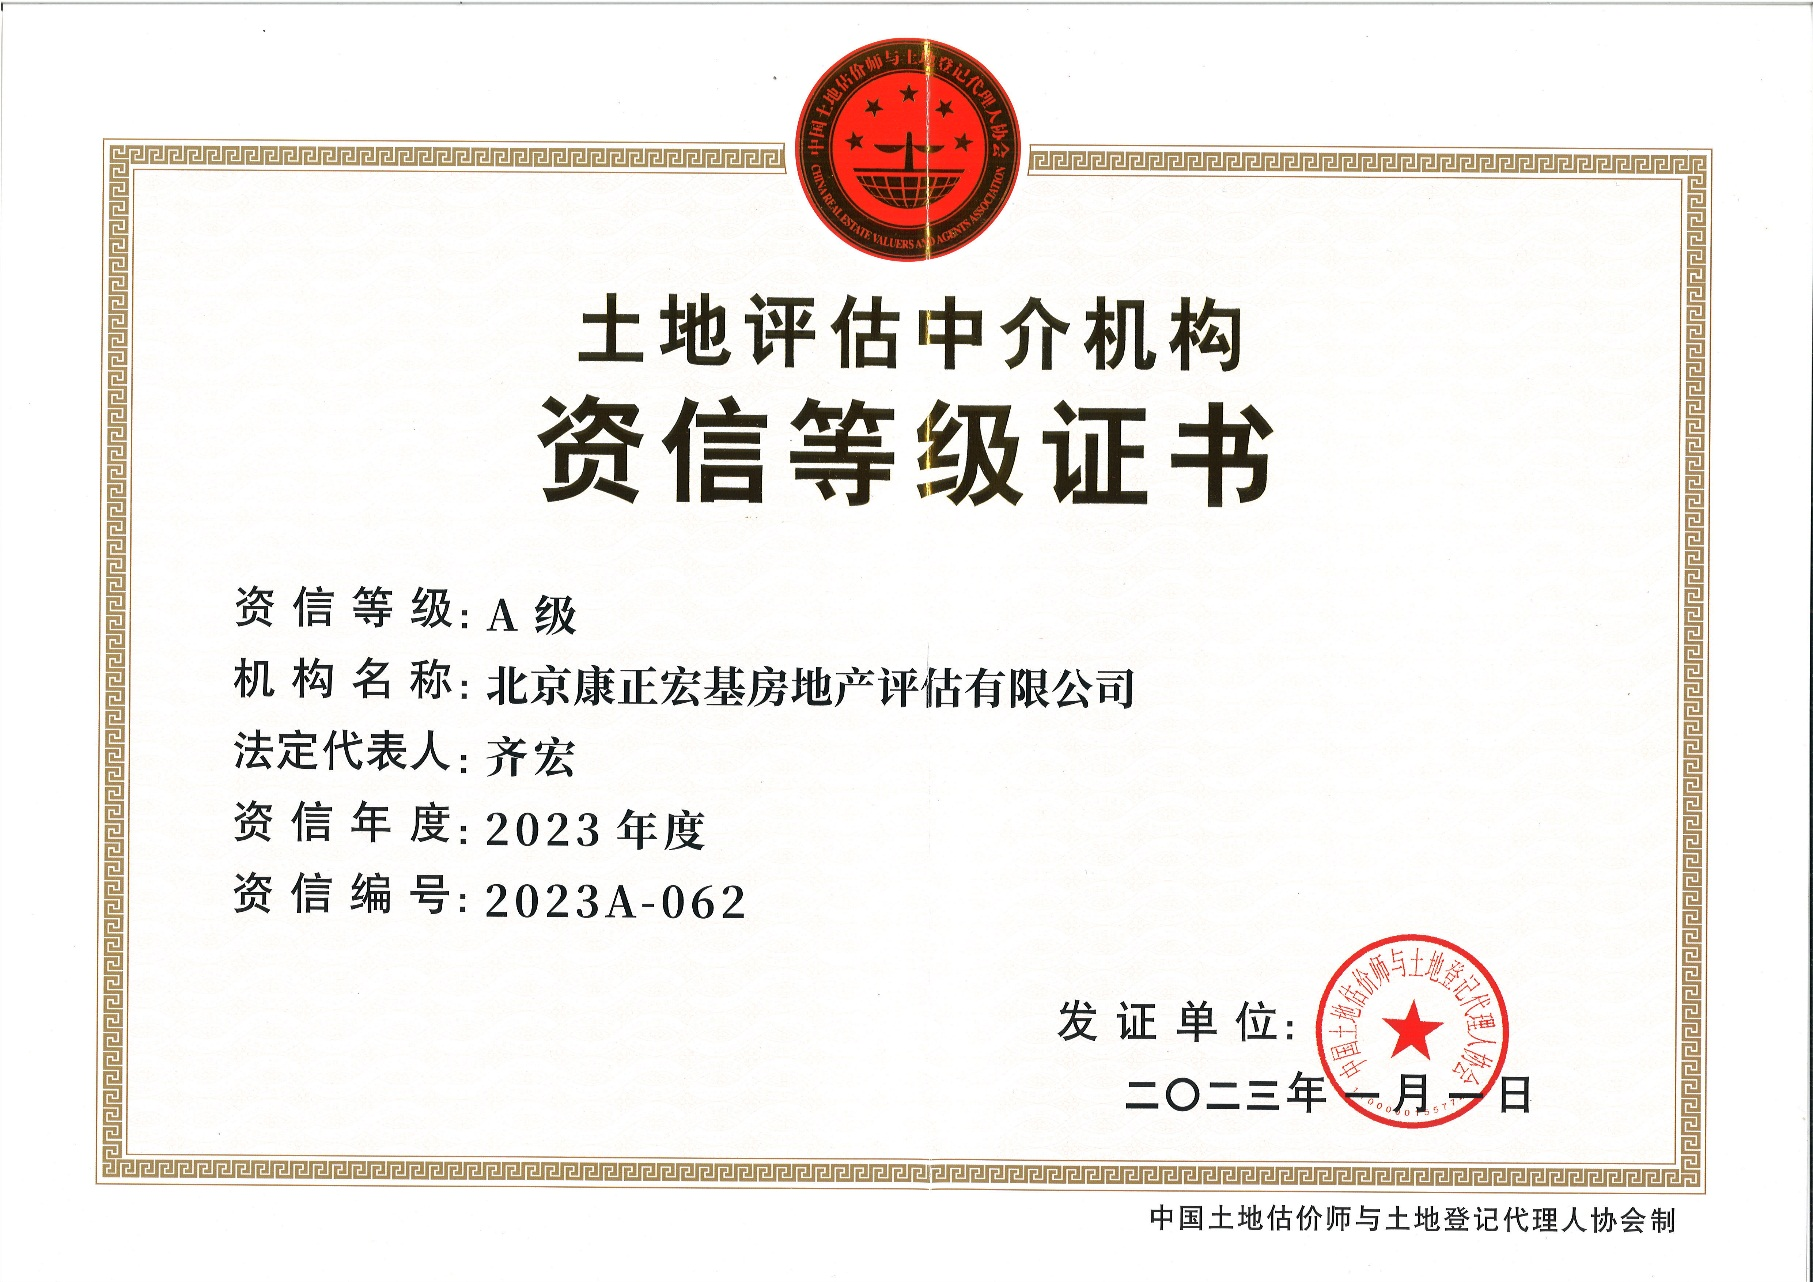 中国土地估价师与土地登记代理人协会
CHINA REAL ESTATE VALUERS AND AGENTS ASSOCIATION
土地评估中介机构
资信等级证书
资信等级: A 级
机构名称: 北京康正宏基房地产评估有限公司
法定代表人: 齐宏
资信年度: 2023 年度
资信编号: 2023A-062
发证单位:
中国土地估价师与土地登记代理人协会
二〇二三年一月一日
中国土地估价师与土地登记代理人协会制